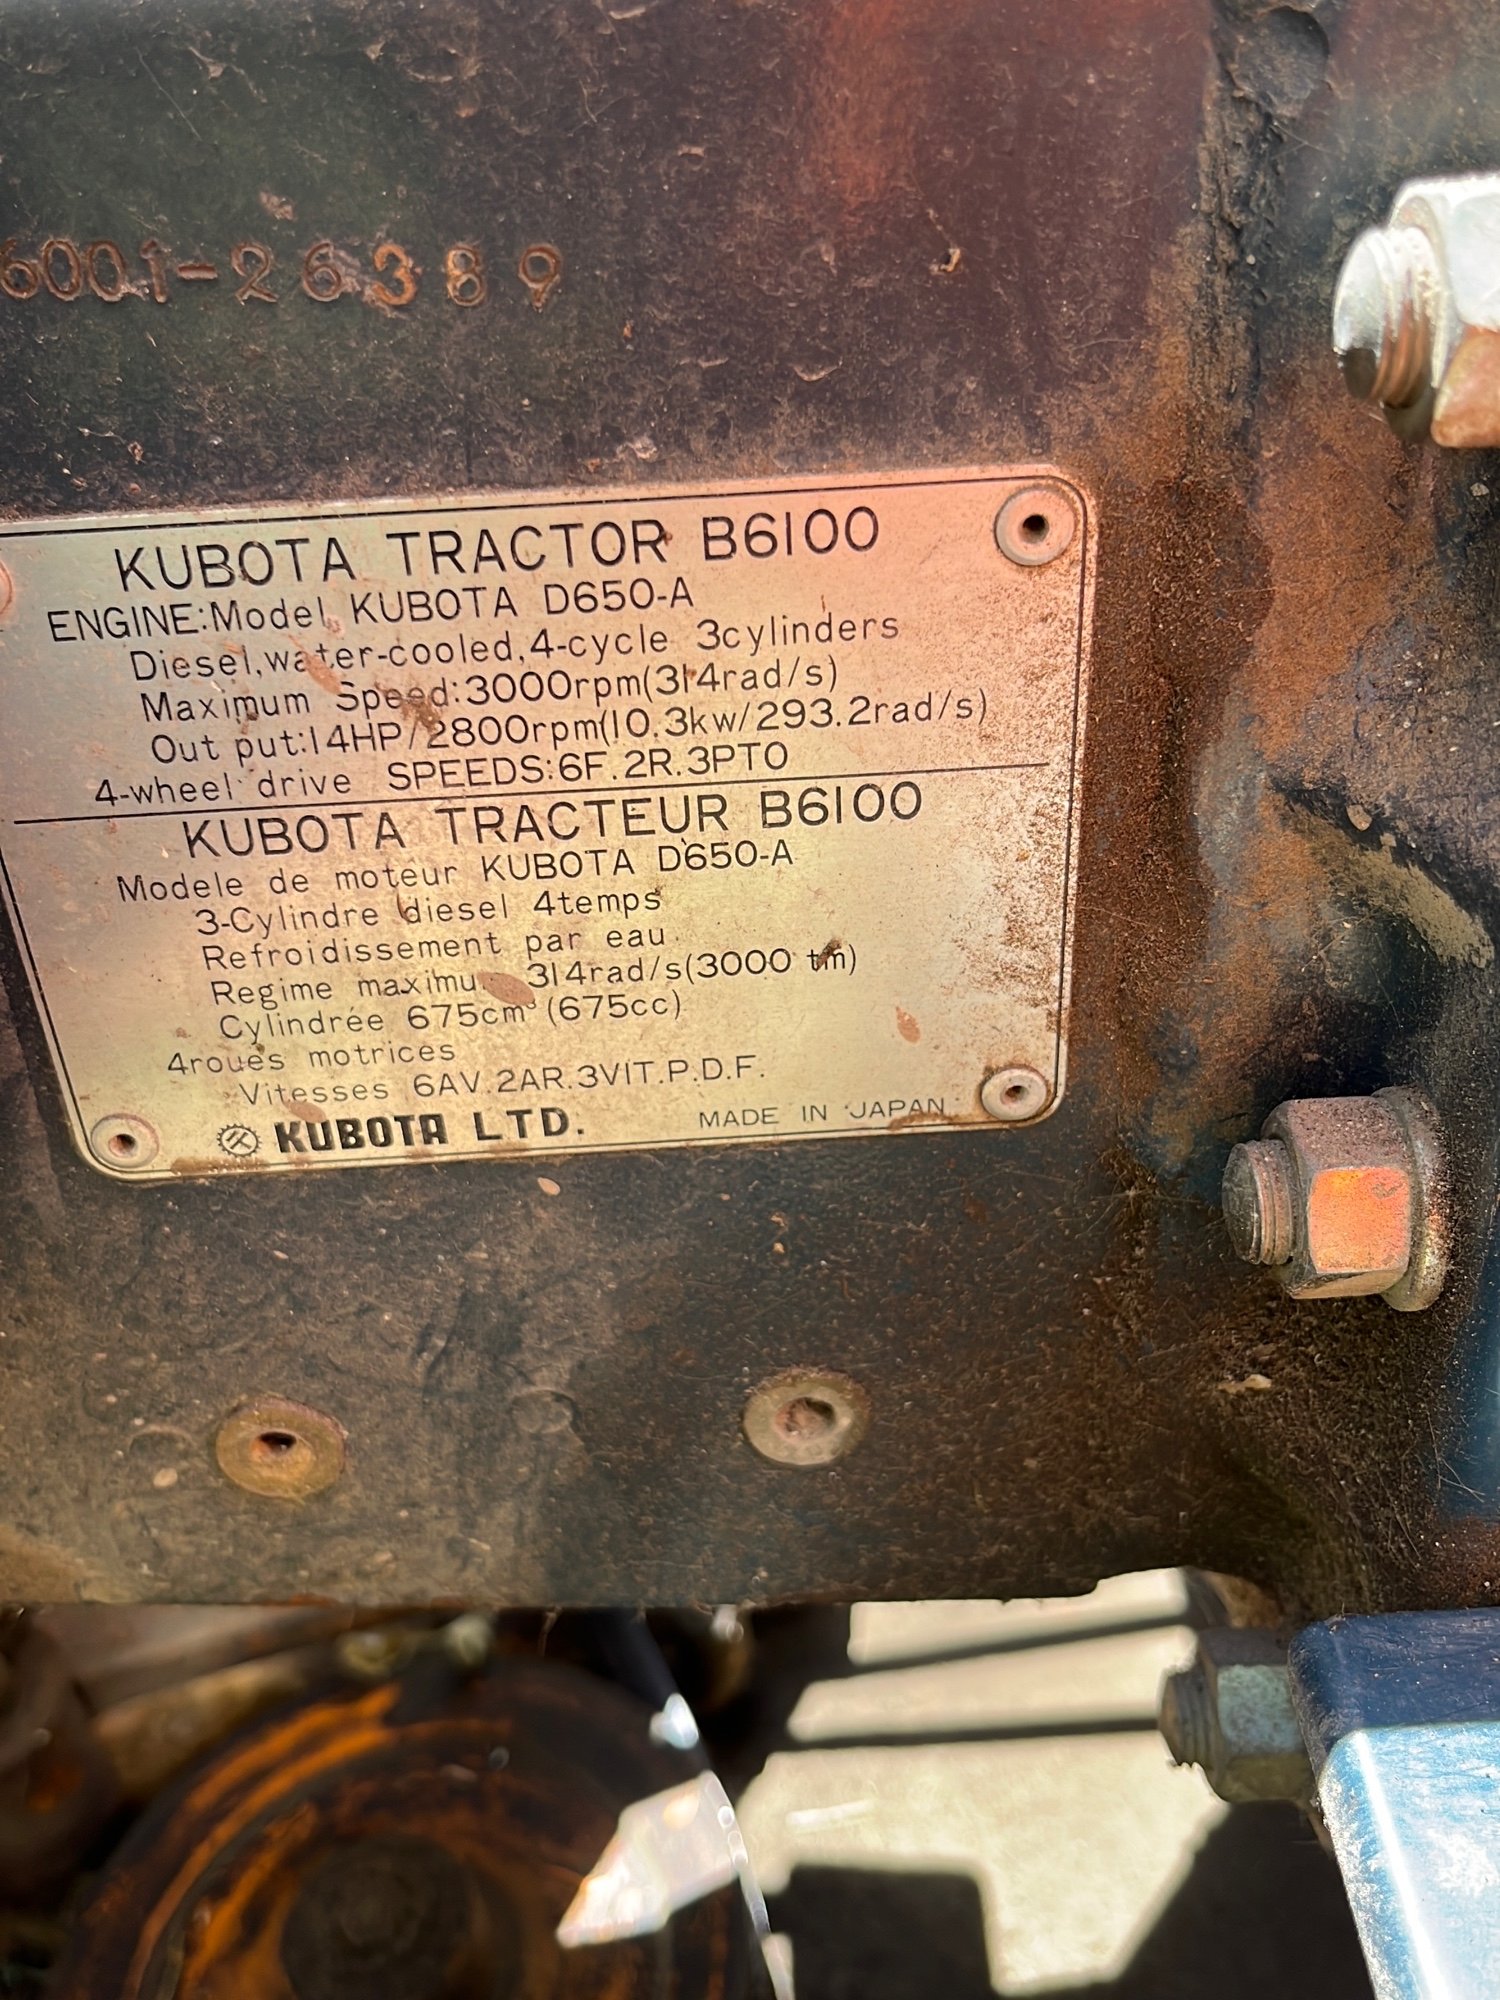 6001-26389
KUBOTA TRACTOR B6100
ENGINE:Model KUBOTA D650-A
Diesel,water-cooled,4-cycle 3cylinders
Maximum Speed:3000rpm(314rad/s)
Out put:14HP/2800rpm(10.3kw/293.2rad/s)
4-wheel drive SPEEDS:6F.2R.3PTO
KUBOTA TRACTEUR B6100
Modele de moteur KUBOTA D650-A
3-Cylindre diesel 4temps
Refroidissement par eau
Regime maximum 314rad/s(3000 tm)
Cylindrée 675cm³(675cc)
4roues motrices
Vitesses 6AV.2AR.3VIT.P.D.F.
KUBOTA LTD. MADE IN JAPAN